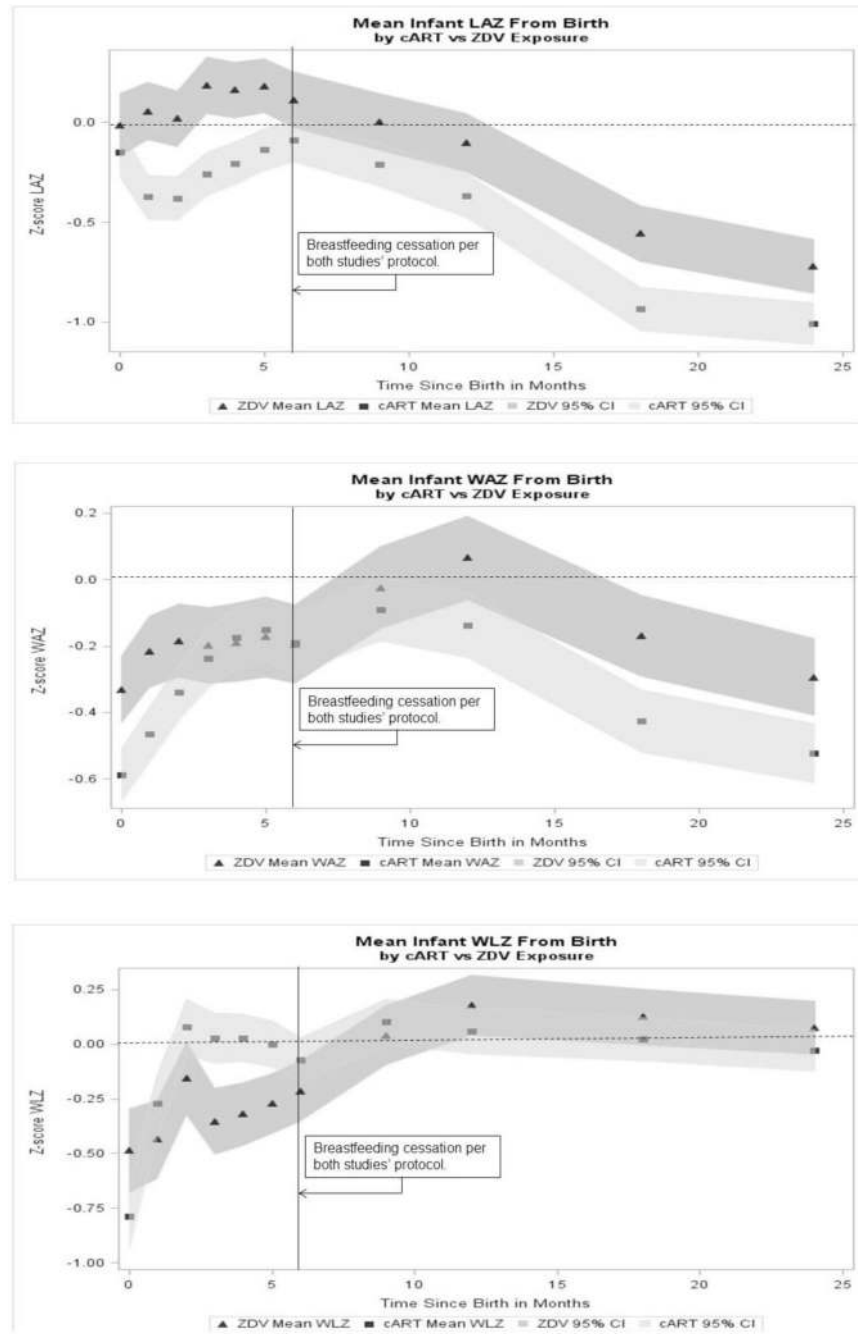 Mean Infant LAZ From Birth
by cART vs ZDV Exposure
Z-score LAZ
0.0
-0.5
-1.0
Breastfeeding cessation per
both studies' protocol.
0 5 10 15 20 25
Time Since Birth in Months
ZDV Mean LAZ cART Mean LAZ ZDV 95% CI cART 95% CI
Mean Infant WAZ From Birth
by cART vs ZDV Exposure
Z-score WAZ
0.2
0.0
-0.2
-0.4
-0.6
Breastfeeding cessation per
both studies' protocol.
0 5 10 15 20 25
Time Since Birth in Months
ZDV Mean WAZ cART Mean WAZ ZDV 95% CI cART 95% CI
Mean Infant WLZ From Birth
by cART vs ZDV Exposure
Z-score WLZ
0.25
0.00
-0.25
-0.50
-0.75
-1.00
Breastfeeding cessation per
both studies' protocol.
0 5 10 15 20 25
Time Since Birth in Months
ZDV Mean WLZ cART Mean WLZ ZDV 95% CI cART 95% CI